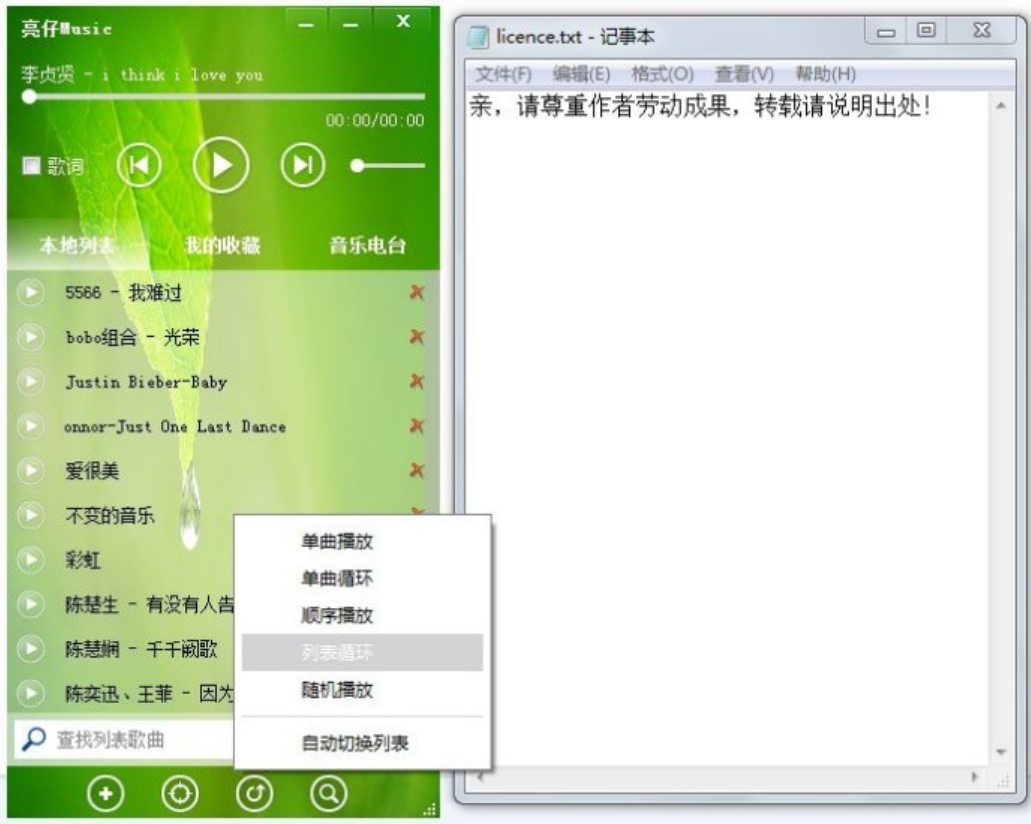 亮仔Music
李贞贤 - i think i love you
00:00/00:00
歌词
本地列表 我的收藏 音乐电台
5566 - 我难过
bobo组合 - 光荣
Justin Bieber-Baby
onnor-Just One Last Dance
爱很美
不变的音乐
彩虹
陈楚生 - 有没有人告
陈慧娴 - 千千阙歌
陈奕迅、王菲 - 因为
查找列表歌曲
单曲播放
单曲循环
顺序播放
列表循环
随机播放
自动切换列表
licence.txt - 记事本
文件(F) 编辑(E) 格式(O) 查看(V) 帮助(H)
亲，请尊重作者劳动成果，转载请说明出处！